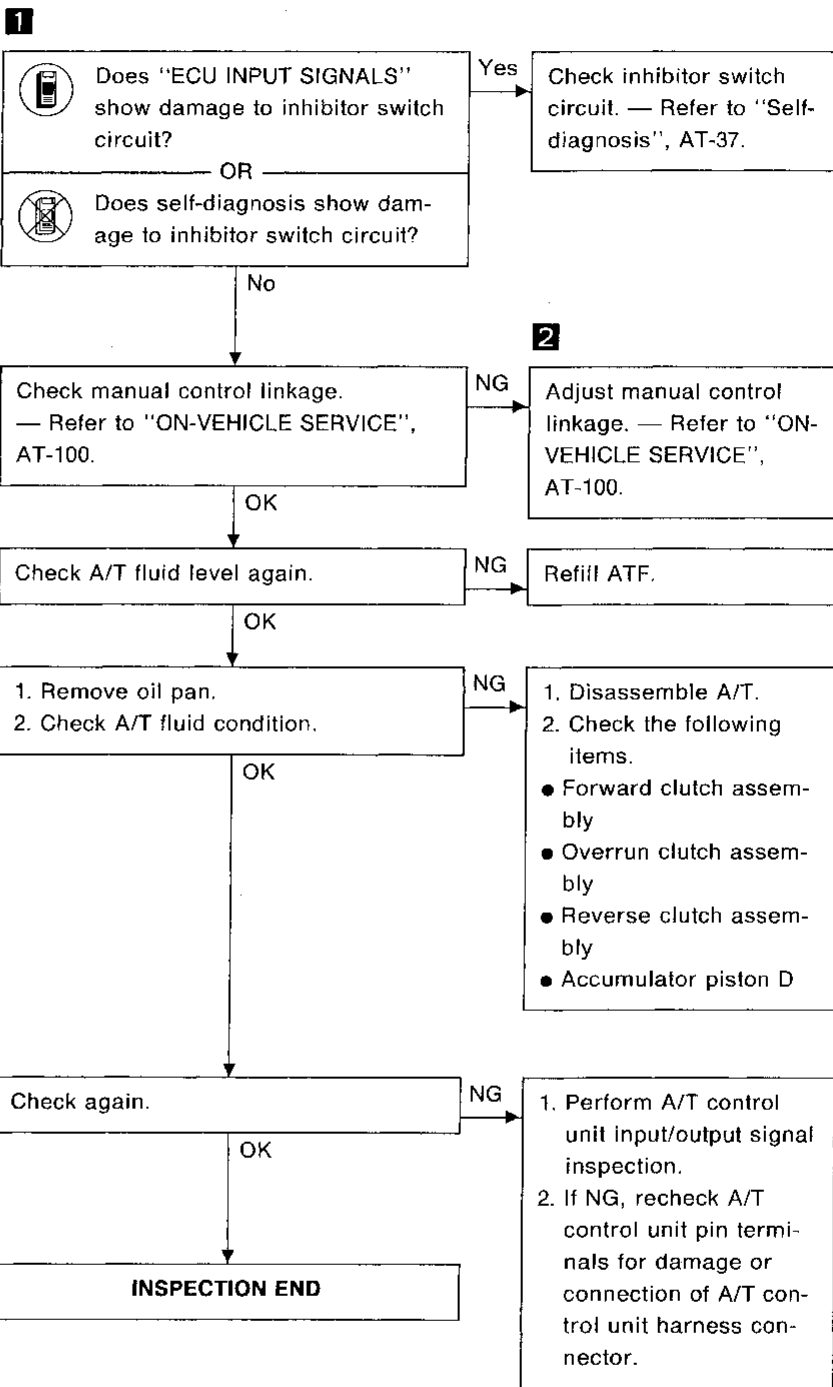 1
Does "ECU INPUT SIGNALS"
show damage to inhibitor switch
circuit?
OR
Does self-diagnosis show dam-
age to inhibitor switch circuit?
Yes
Check inhibitor switch
circuit. — Refer to "Self-
diagnosis", AT-37.
No
Check manual control linkage.
— Refer to "ON-VEHICLE SERVICE",
AT-100.
NG
2
Adjust manual control
linkage. — Refer to "ON-
VEHICLE SERVICE",
AT-100.
OK
Check A/T fluid level again.
NG
Refill ATF.
OK
1. Remove oil pan.
2. Check A/T fluid condition.
NG
1. Disassemble A/T.
2. Check the following
items.
● Forward clutch assem-
bly
● Overrun clutch assem-
bly
● Reverse clutch assem-
bly
● Accumulator piston D
OK
Check again.
NG
1. Perform A/T control
unit input/output signal
inspection.
2. If NG, recheck A/T
control unit pin termi-
nals for damage or
connection of A/T con-
trol unit harness con-
nector.
OK
INSPECTION END